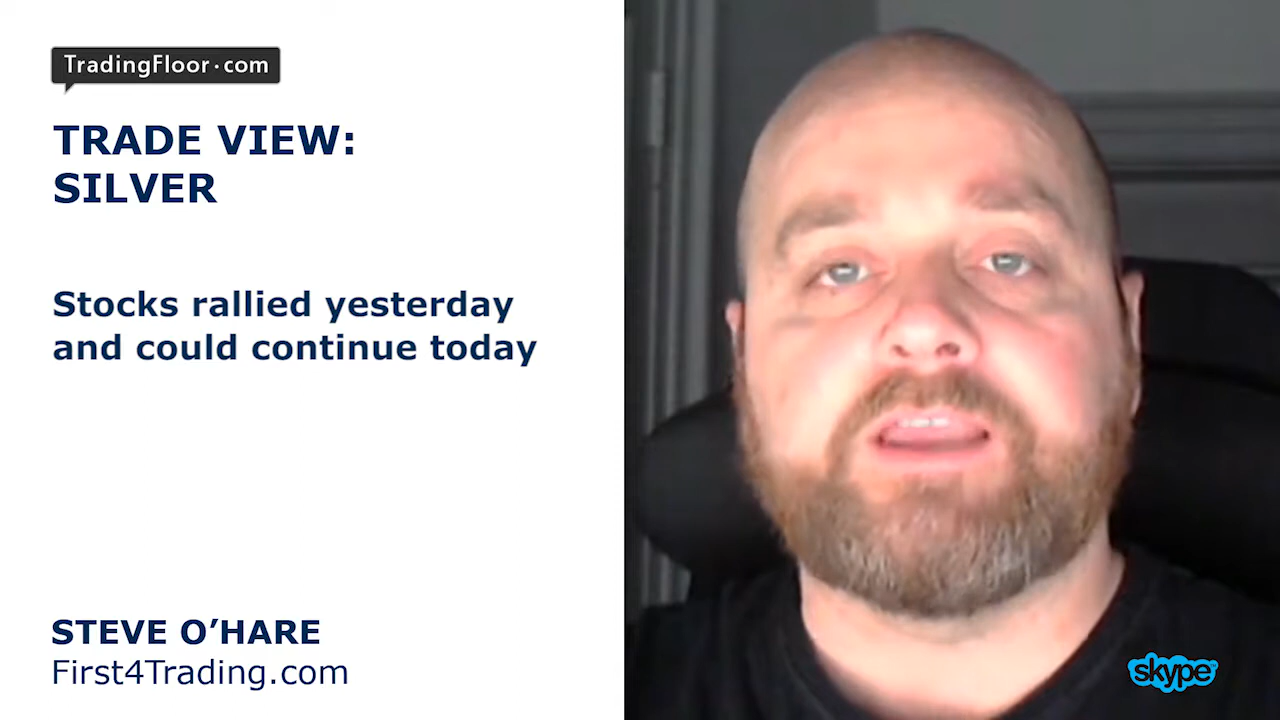 TradingFloor·com
TRADE VIEW:
SILVER
Stocks rallied yesterday
and could continue today
STEVE O’HARE
First4Trading.com
skype